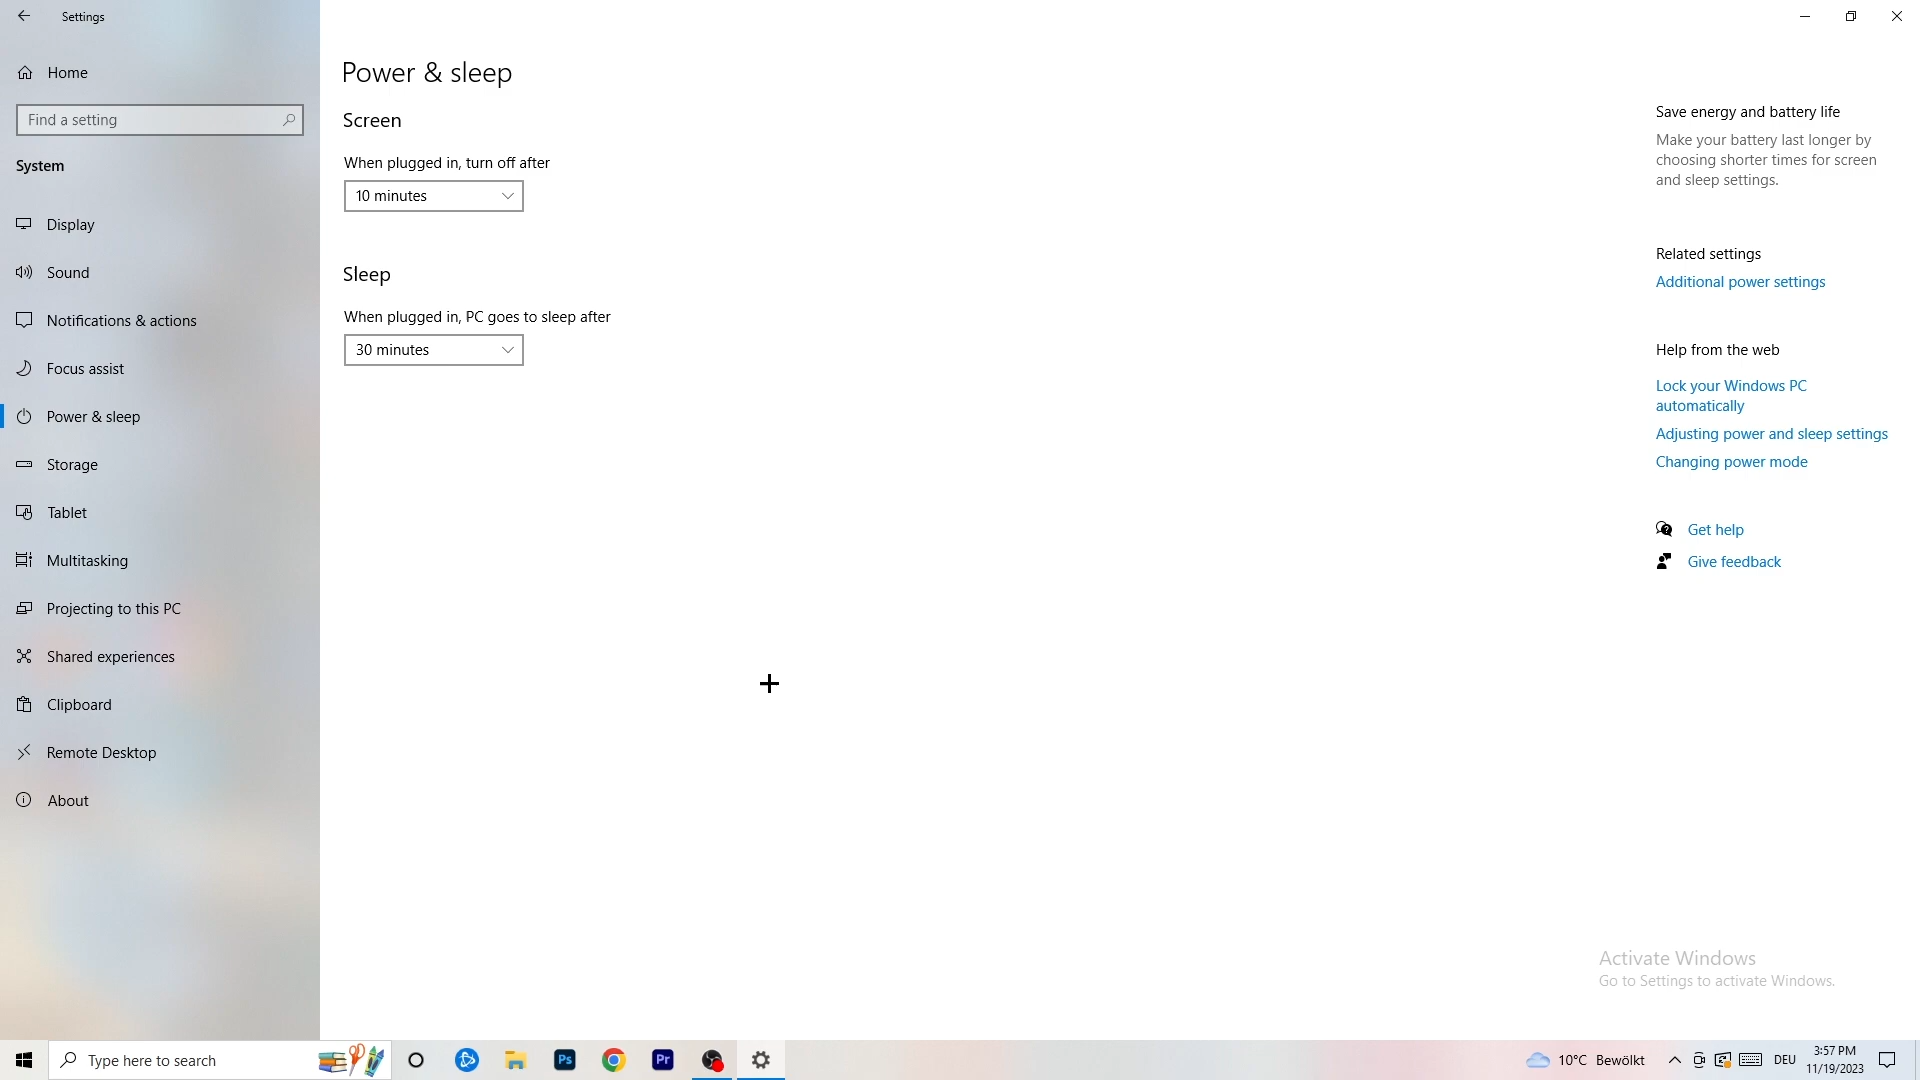 Settings
Home
Find a setting
System
Display
Sound
Notifications & actions
Focus assist
Power & sleep
Storage
Tablet
Multitasking
Projecting to this PC
Shared experiences
Clipboard
Remote Desktop
About
Power & sleep
Screen
When plugged in, turn off after
10 minutes
Sleep
When plugged in, PC goes to sleep after
30 minutes
Save energy and battery life
Make your battery last longer by
choosing shorter times for screen
and sleep settings.
Related settings
Additional power settings
Help from the web
Lock your Windows PC
automatically
Adjusting power and sleep settings
Changing power mode
Get help
Give feedback
Activate Windows
Go to Settings to activate Windows.
Type here to search
Ps
Pr
10°C Bewölkt
DEU
3:57 PM
11/19/2023